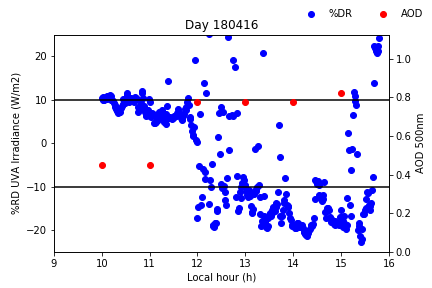 %DR AOD
Day 180416
%RD UVA Irradiance (W/m2)
20
10
0
−10
−20
1.0
0.8
0.6
0.4
0.2
0.0
AOD 500nm
9 10 11 12 13 14 15 16
Local hour (h)